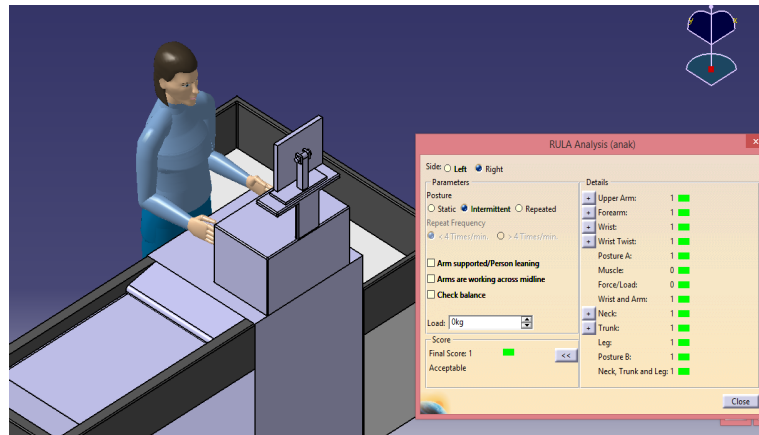 y x
RULA Analysis (anak)
Side: Left Right
Parameters
Posture
Static Intermittent Repeated
Repeat Frequency
< 4 Times/min. > 4 Times/min.
Arm supported/Person leaning
Arms are working across midline
Check balance
Load: 0kg
Score
Final Score: 1
<<
Acceptable
Details
+ Upper Arm: 1
+ Forearm: 1
+ Wrist: 1
+ Wrist Twist: 1
Posture A: 1
Muscle: 0
Force/Load: 0
Wrist and Arm: 1
+ Neck: 1
+ Trunk: 1
Leg: 1
Posture B: 1
Neck, Trunk and Leg: 1
Close